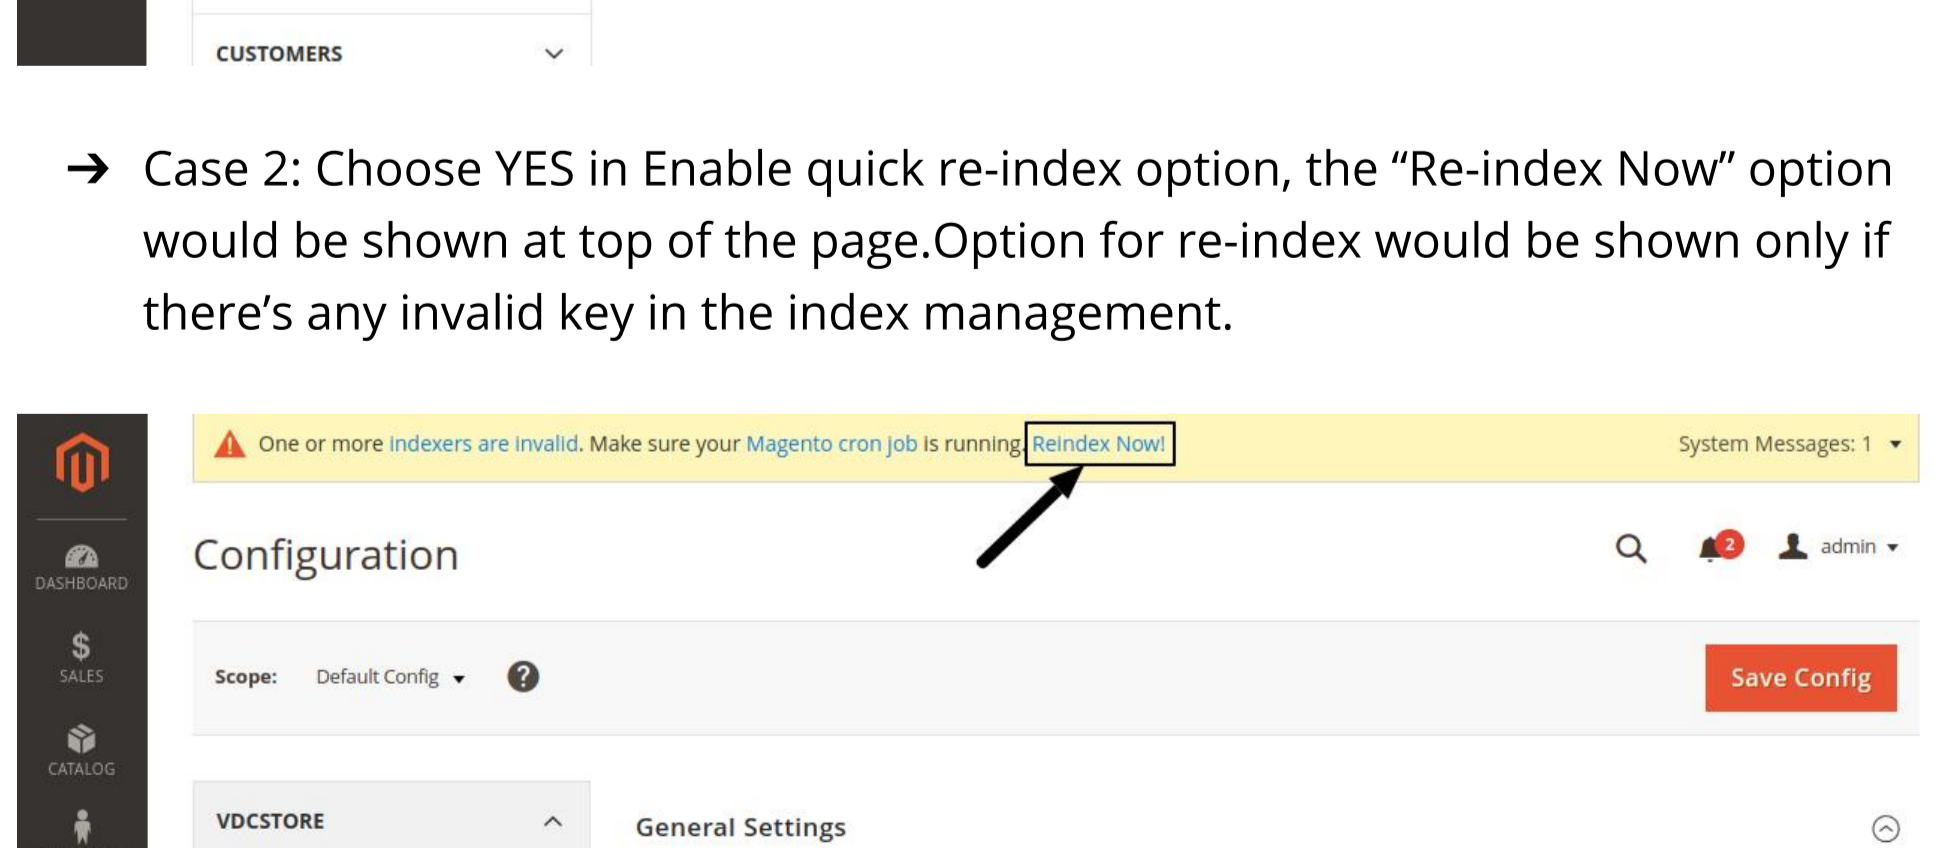 CUSTOMERS
➔ Case 2: Choose YES in Enable quick re-index option, the “Re-index Now” option
would be shown at top of the page.Option for re-index would be shown only if
there’s any invalid key in the index management.
One or more indexers are invalid. Make sure your Magento cron job is running. Reindex Now!
System Messages: 1
Configuration
2
admin
DASHBOARD
$
SALES
Scope: Default Config ?
Save Config
CATALOG
VDCSTORE
General Settings